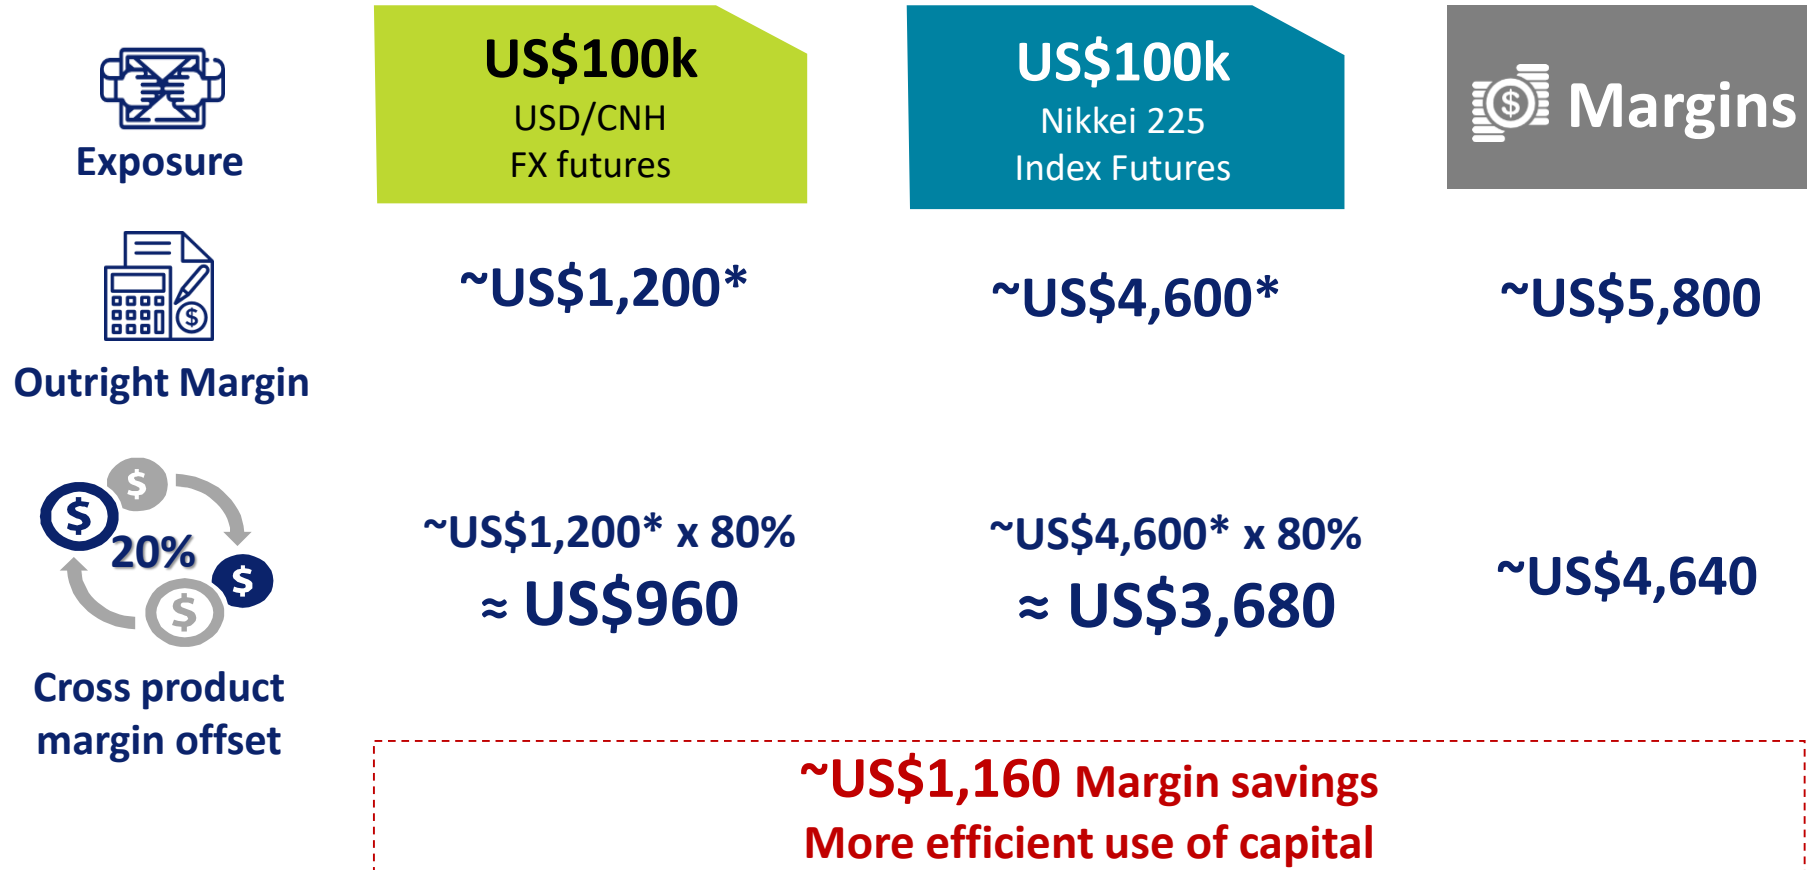 Exposure
US$100k
USD/CNH
FX futures
US$100k
Nikkei 225
Index Futures
$ Margins
Outright Margin
$
~US$1,200*
~US$4,600*
~US$5,800
$
$
20%
$
$
Cross product
margin offset
~US$1,200* x 80%
≈ US$960
~US$4,600* x 80%
≈ US$3,680
~US$4,640
~US$1,160 Margin savings
More efficient use of capital